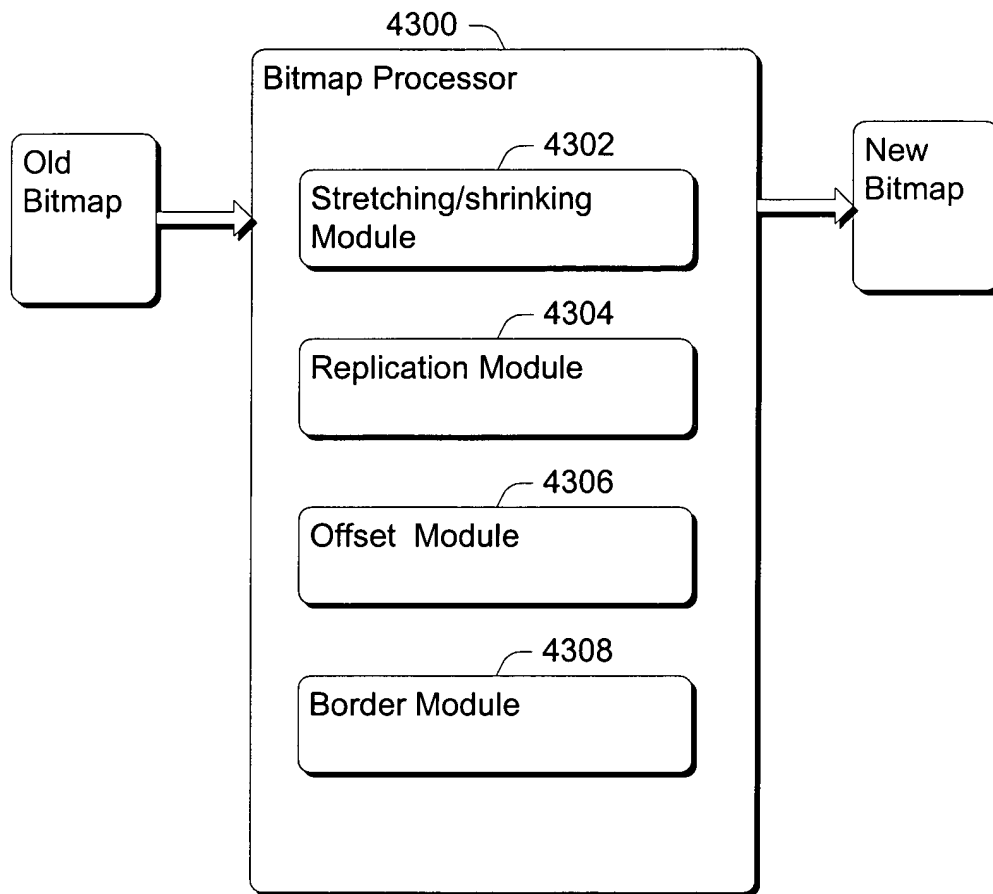 4300
Bitmap Processor
Old
Bitmap
4302
Stretching/shrinking
Module
New
Bitmap
4304
Replication Module
4306
Offset Module
4308
Border Module